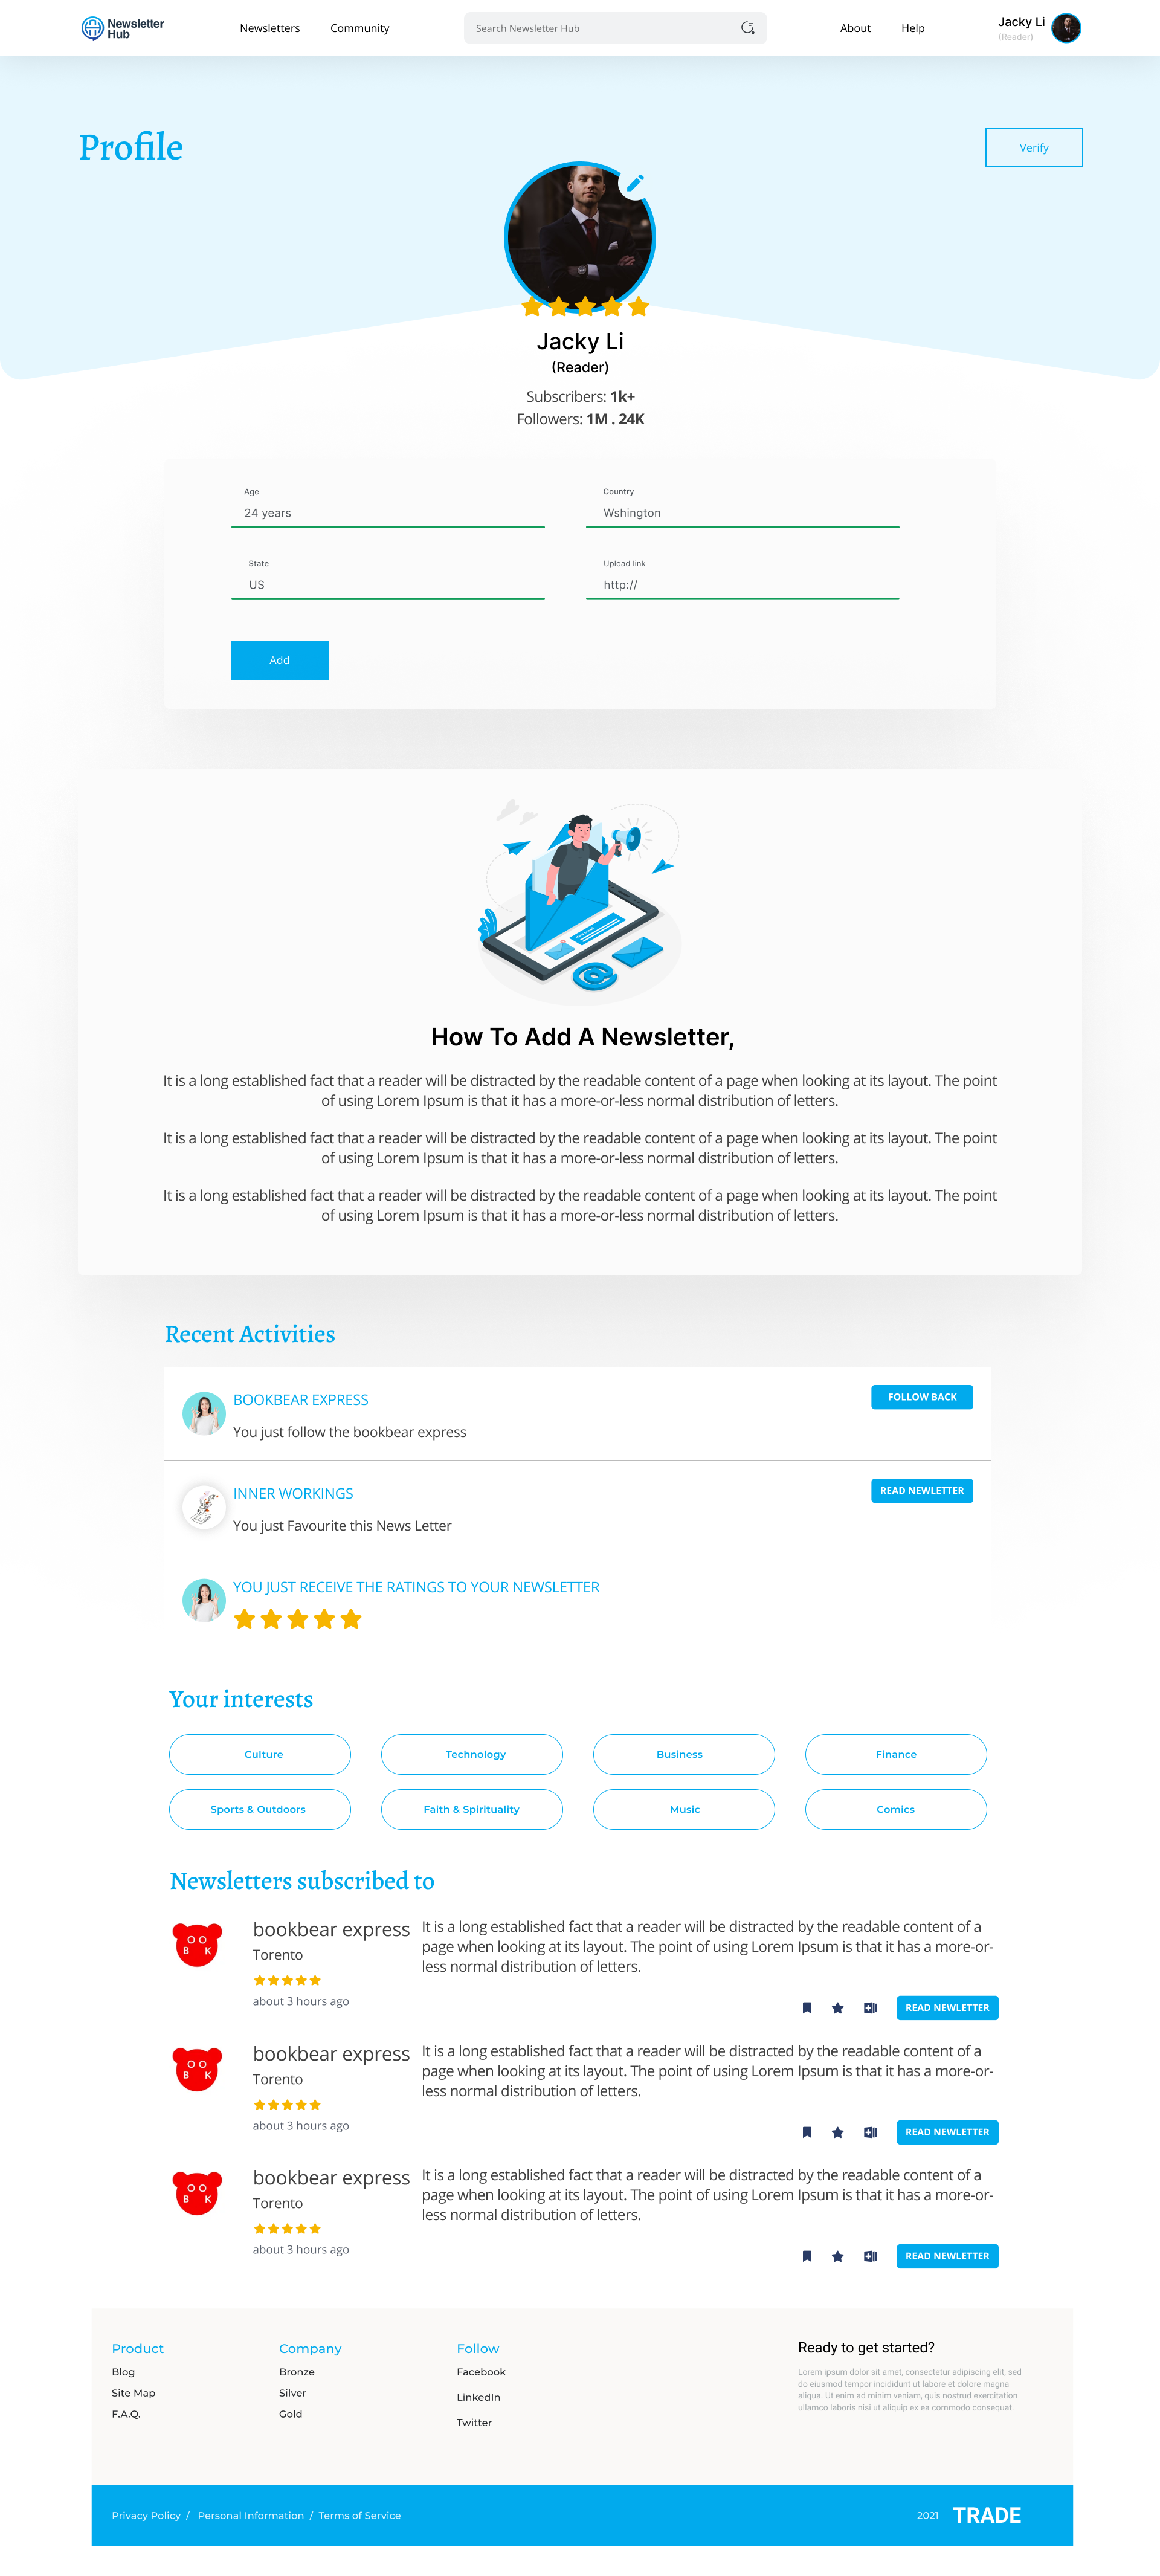 Newsletter
Hub
Newsletters
Community
Search Newsletter Hub
About
Help
Jacky Li
(Reader)
Profile
Verify
Jacky Li
(Reader)
Subscribers: 1k+
Followers: 1M . 24K
Age
24 years
Country
Wshington
State
US
Upload link
http://
Add
How To Add A Newsletter,
It is a long established fact that a reader will be distracted by the readable content of a page when looking at its layout. The point
of using Lorem Ipsum is that it has a more-or-less normal distribution of letters.
It is a long established fact that a reader will be distracted by the readable content of a page when looking at its layout. The point
of using Lorem Ipsum is that it has a more-or-less normal distribution of letters.
It is a long established fact that a reader will be distracted by the readable content of a page when looking at its layout. The point
of using Lorem Ipsum is that it has a more-or-less normal distribution of letters.
Recent Activities
BOOKBEAR EXPRESS
FOLLOW BACK
You just follow the bookbear express
INNER WORKINGS
READ NEWLETTER
You just Favourite this News Letter
YOU JUST RECEIVE THE RATINGS TO YOUR NEWSLETTER
Your interests
Culture
Technology
Business
Finance
Sports & Outdoors
Faith & Spirituality
Music
Comics
Newsletters subscribed to
O O
B K
bookbear express
Torento
about 3 hours ago
It is a long established fact that a reader will be distracted by the readable content of a
page when looking at its layout. The point of using Lorem Ipsum is that it has a more-or-
less normal distribution of letters.
READ NEWLETTER
O O
B K
bookbear express
Torento
about 3 hours ago
It is a long established fact that a reader will be distracted by the readable content of a
page when looking at its layout. The point of using Lorem Ipsum is that it has a more-or-
less normal distribution of letters.
READ NEWLETTER
O O
B K
bookbear express
Torento
about 3 hours ago
It is a long established fact that a reader will be distracted by the readable content of a
page when looking at its layout. The point of using Lorem Ipsum is that it has a more-or-
less normal distribution of letters.
READ NEWLETTER
Product
Blog
Site Map
F.A.Q.
Company
Bronze
Silver
Gold
Follow
Facebook
LinkedIn
Twitter
Ready to get started?
Lorem ipsum dolor sit amet, consectetur adipiscing elit, sed
do eiusmod tempor incididunt ut labore et dolore magna
aliqua. Ut enim ad minim veniam, quis nostrud exercitation
ullamco laboris nisi ut aliquip ex ea commodo consequat.
Privacy Policy / Personal Information / Terms of Service
2021 TRADE